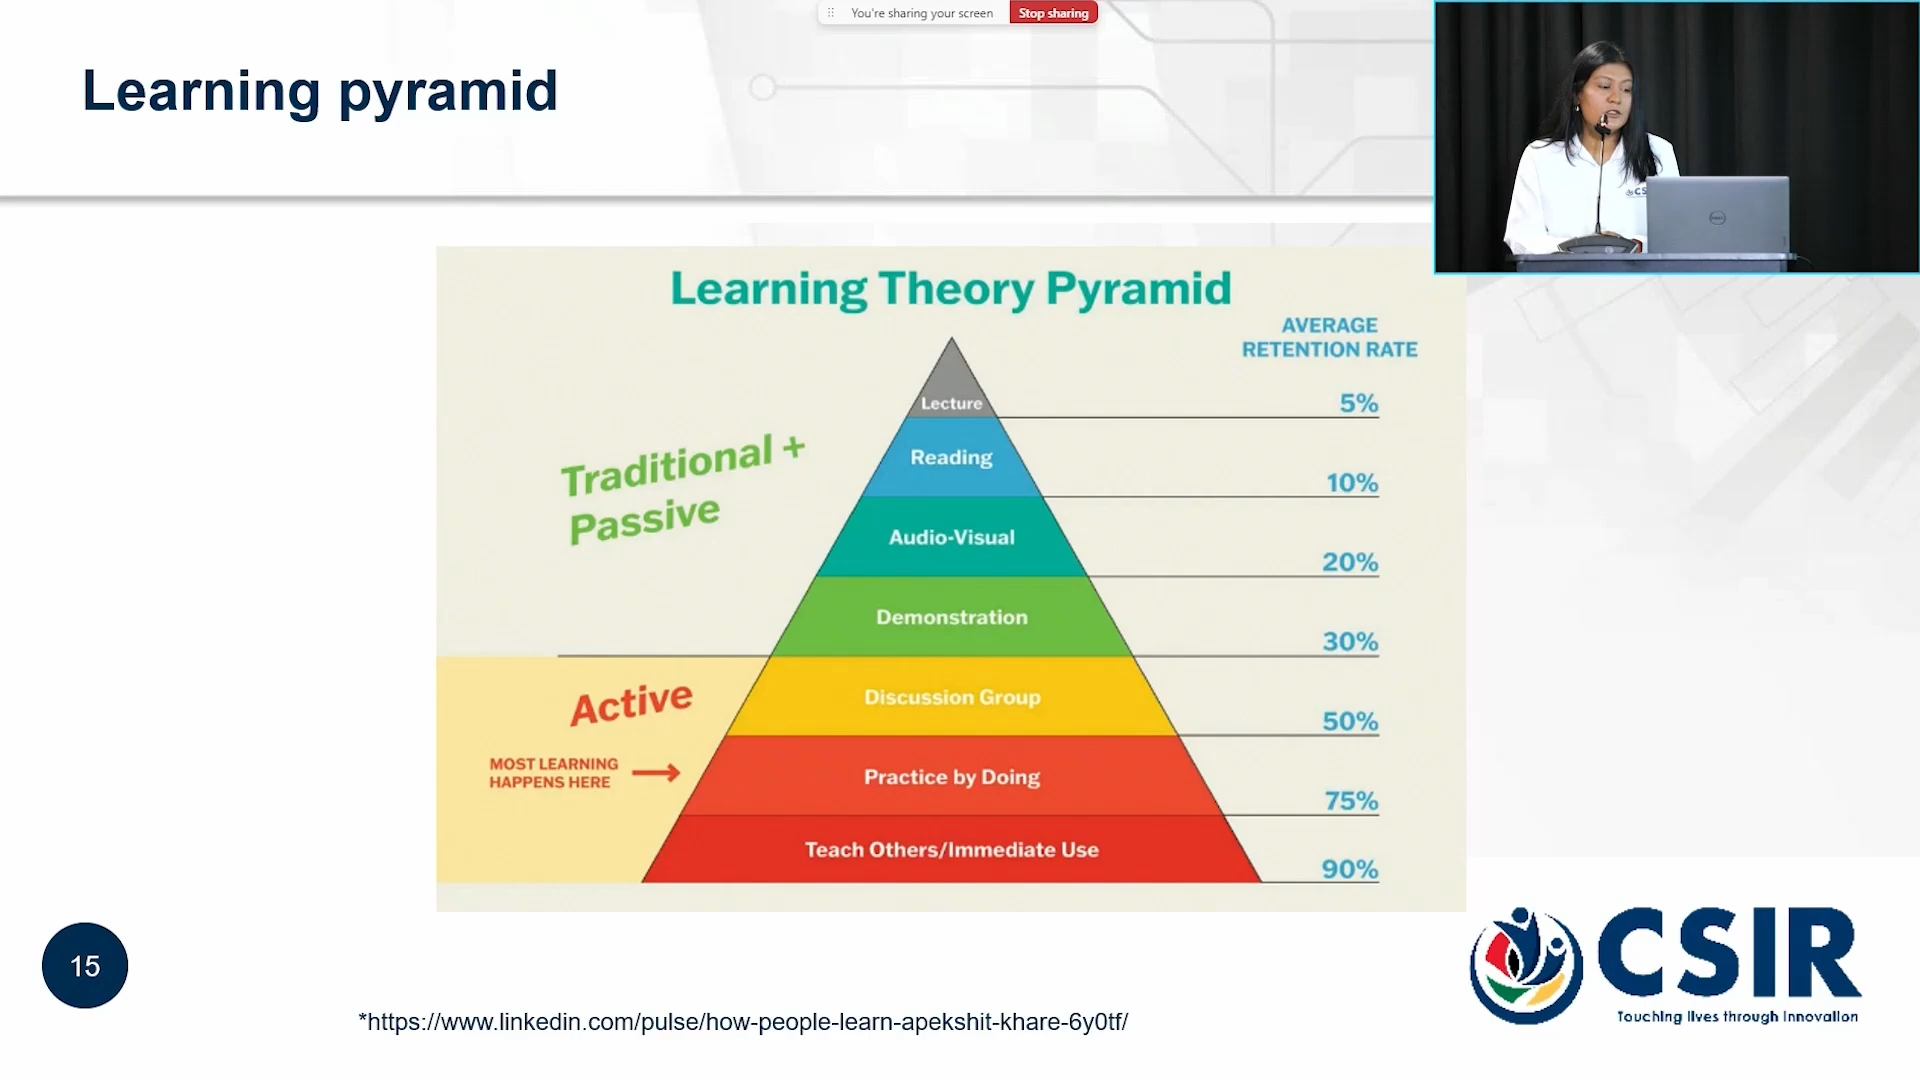 You're sharing your screen
Stop sharing
Learning pyramid
CS
DELL
Learning Theory Pyramid
AVERAGE
RETENTION RATE
Lecture
5%
Traditional +
Passive
Reading
10%
Audio-Visual
20%
Demonstration
30%
Active
Discussion Group
50%
MOST LEARNING
HAPPENS HERE
Practice by Doing
75%
Teach Others/Immediate Use
90%
15
CSIR
Touching lives through innovation
*https://www.linkedin.com/pulse/how-people-learn-apekshit-khare-6y0tf/